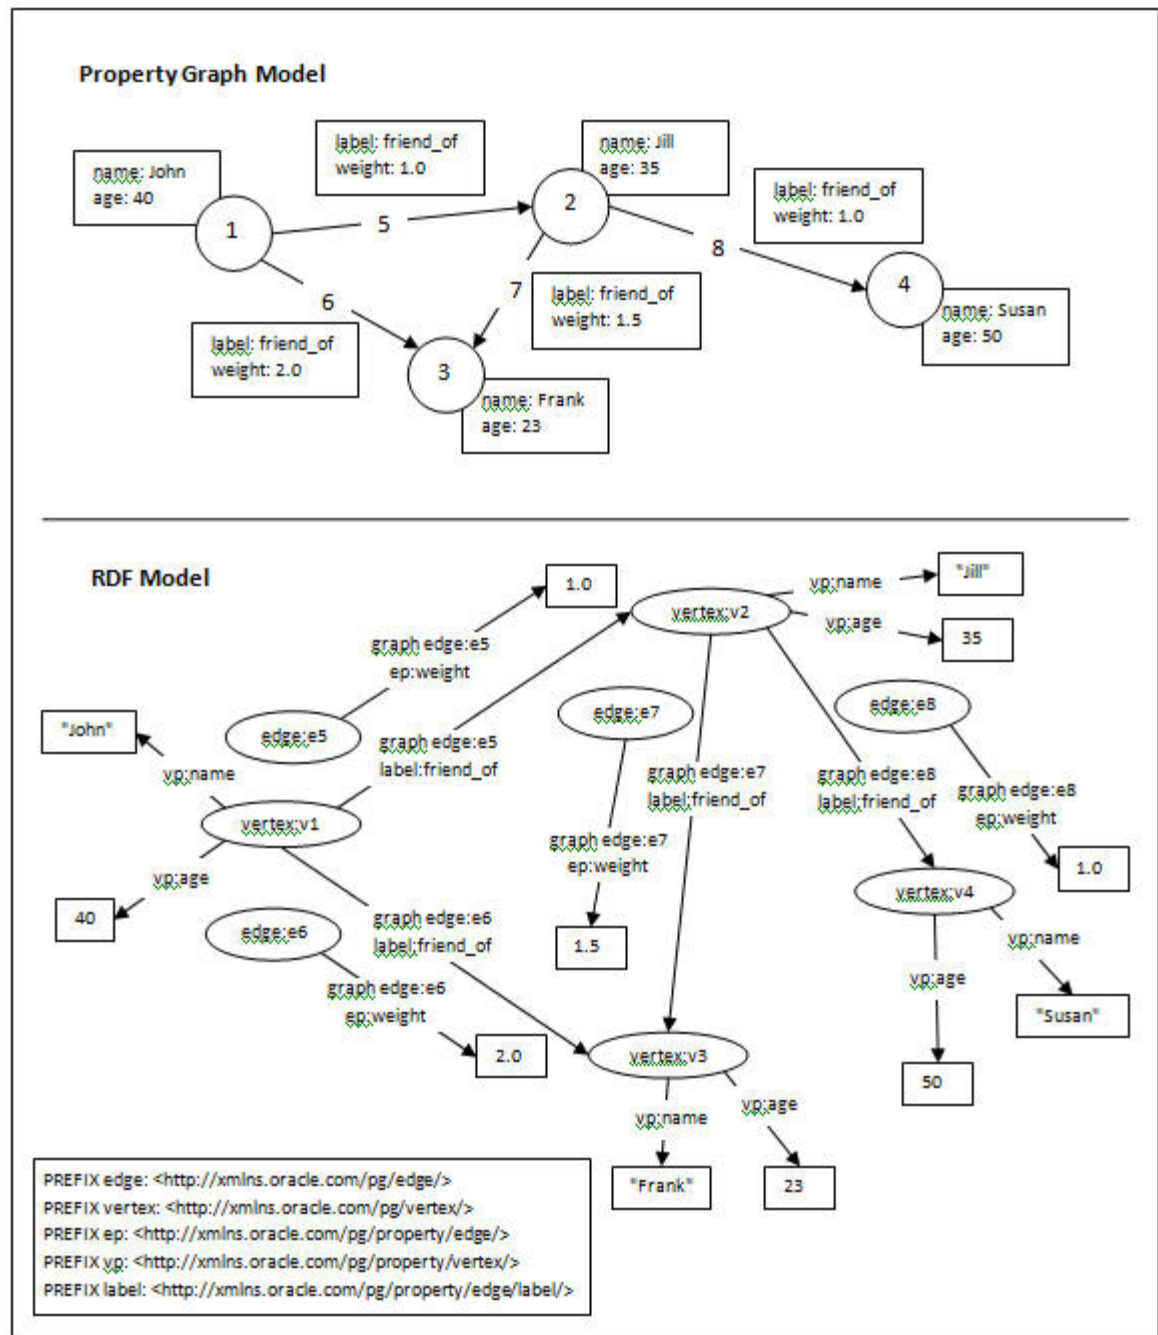 Property Graph Model
name: John
age: 40
label: friend_of
weight: 1.0
name: Jill
age: 35
label: friend_of
weight: 1.0
1
5
2
8
4
name: Susan
age: 50
6
7
label: friend_of
weight: 1.5
label: friend_of
weight: 2.0
3
name: Frank
age: 23
RDF Model
1.0
vertex:v2
vp:name
"Jill"
vp:age
35
graph edge:e5
ep:weight
"John"
edge:e5
graph edge:e5
label:friend_of
edge:e7
edge:e8
vp:name
vertex:v1
graph edge:e7
label:friend_of
graph edge:e8
label:friend_of
graph edge:e8
ep:weight
vp:age
graph edge:e7
ep:weight
1.0
40
edge:e6
graph edge:e6
label:friend_of
1.5
vertex:v4
vp:name
vp:age
graph edge:e6
ep:weight
"Susan"
2.0
vertex:v3
50
vp:name
vp:age
"Frank"
23
PREFIX edge: <http://xmlns.oracle.com/pg/edge/>
PREFIX vertex: <http://xmlns.oracle.com/pg/vertex/>
PREFIX ep: <http://xmlns.oracle.com/pg/property/edge/>
PREFIX vp: <http://xmlns.oracle.com/pg/property/vertex/>
PREFIX label: <http://xmlns.oracle.com/pg/property/edge/label/>